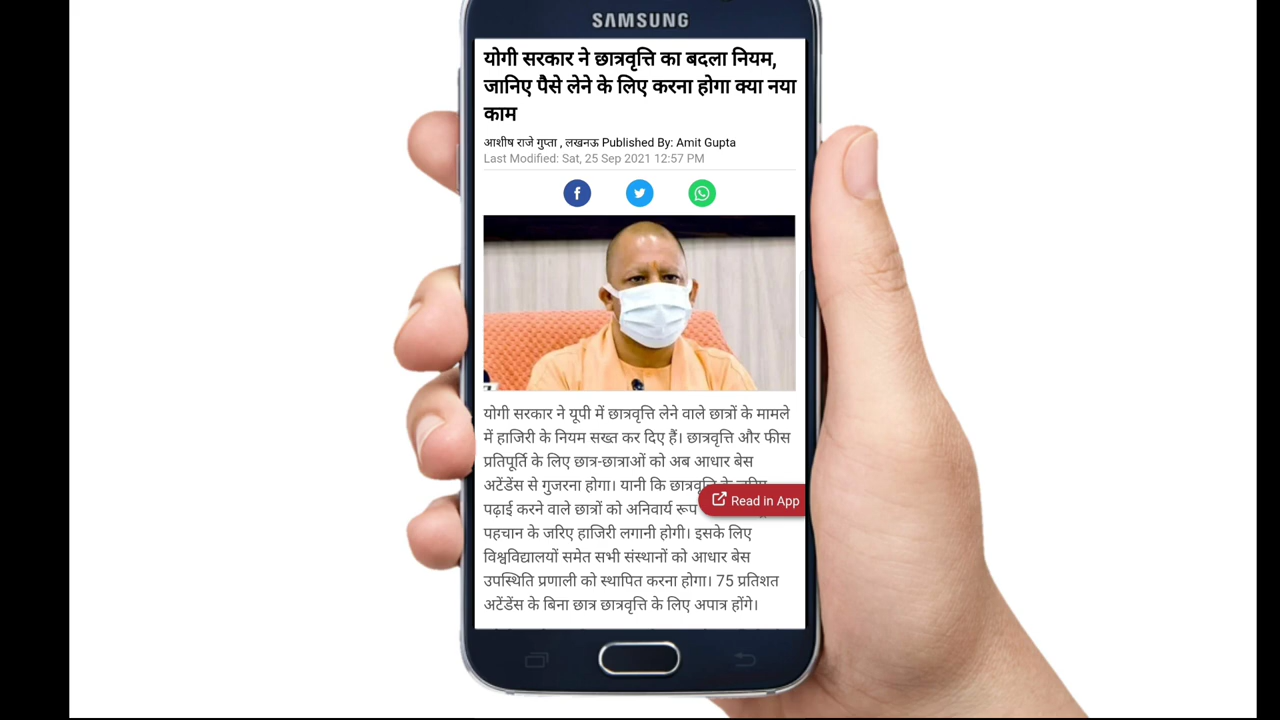 SAMSUNG
योगी सरकार ने छात्रवृत्ति का बदला नियम,
जानिए पैसे लेने के लिए करना होगा क्या नया
काम
आशीष राजे गुप्ता , लखनऊ Published By: Amit Gupta
Last Modified: Sat, 25 Sep 2021 12:57 PM
योगी सरकार ने यूपी में छात्रवृत्ति लेने वाले छात्रों के मामले
में हाजिरी के नियम सख्त कर दिए हैं। छात्रवृत्ति और फीस
प्रतिपूर्ति के लिए छात्र-छात्राओं को अब आधार बेस
अटेंडेंस से गुजरना होगा। यानी कि छात्रवृत्ति के जरिए
Read in App
पढ़ाई करने वाले छात्रों को अनिवार्य रूप
पहचान के जरिए हाजिरी लगानी होगी। इसके लिए
विश्वविद्यालयों समेत सभी संस्थानों को आधार बेस
उपस्थिति प्रणाली को स्थापित करना होगा। 75 प्रतिशत
अटेंडेंस के बिना छात्र छात्रवृत्ति के लिए अपात्र होंगे।